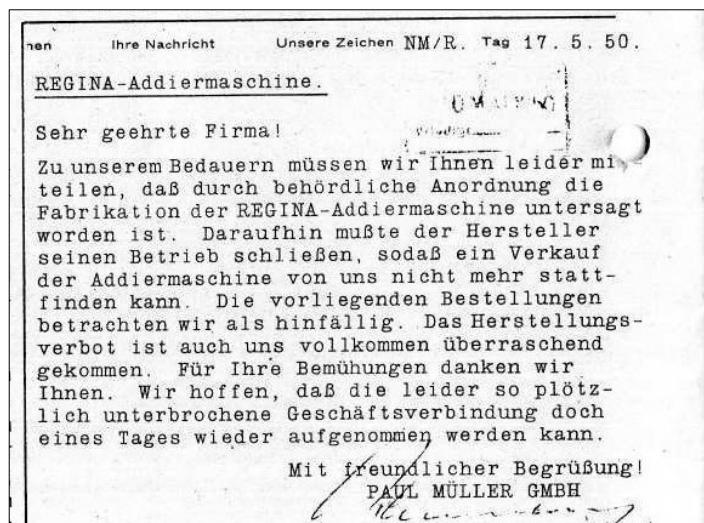 nen Ihre Nachricht Unsere Zeichen NM/R. Tag 17. 5. 50.
REGINA-Addiermaschine.
Sehr geehrte Firma!
Zu unserem Bedauern müssen wir Ihnen leider mi
teilen, daß durch behördliche Anordnung die
Fabrikation der REGINA-Addiermaschine untersagt
worden ist. Daraufhin mußte der Hersteller
seinen Betrieb schließen, sodaß ein Verkauf
der Addiermaschine von uns nicht mehr statt-
finden kann. Die vorliegenden Bestellungen
betrachten wir als hinfällig. Das Herstellungs-
verbot ist auch uns vollkommen überraschend
gekommen. Für Ihre Bemühungen danken wir
Ihnen. Wir hoffen, daß die leider so plötz-
lich unterbrochene Geschäftsverbindung doch
eines Tages wieder aufgenommen werden kann.
Mit freundlicher Begrüßung!
PAUL MÜLLER GMBH